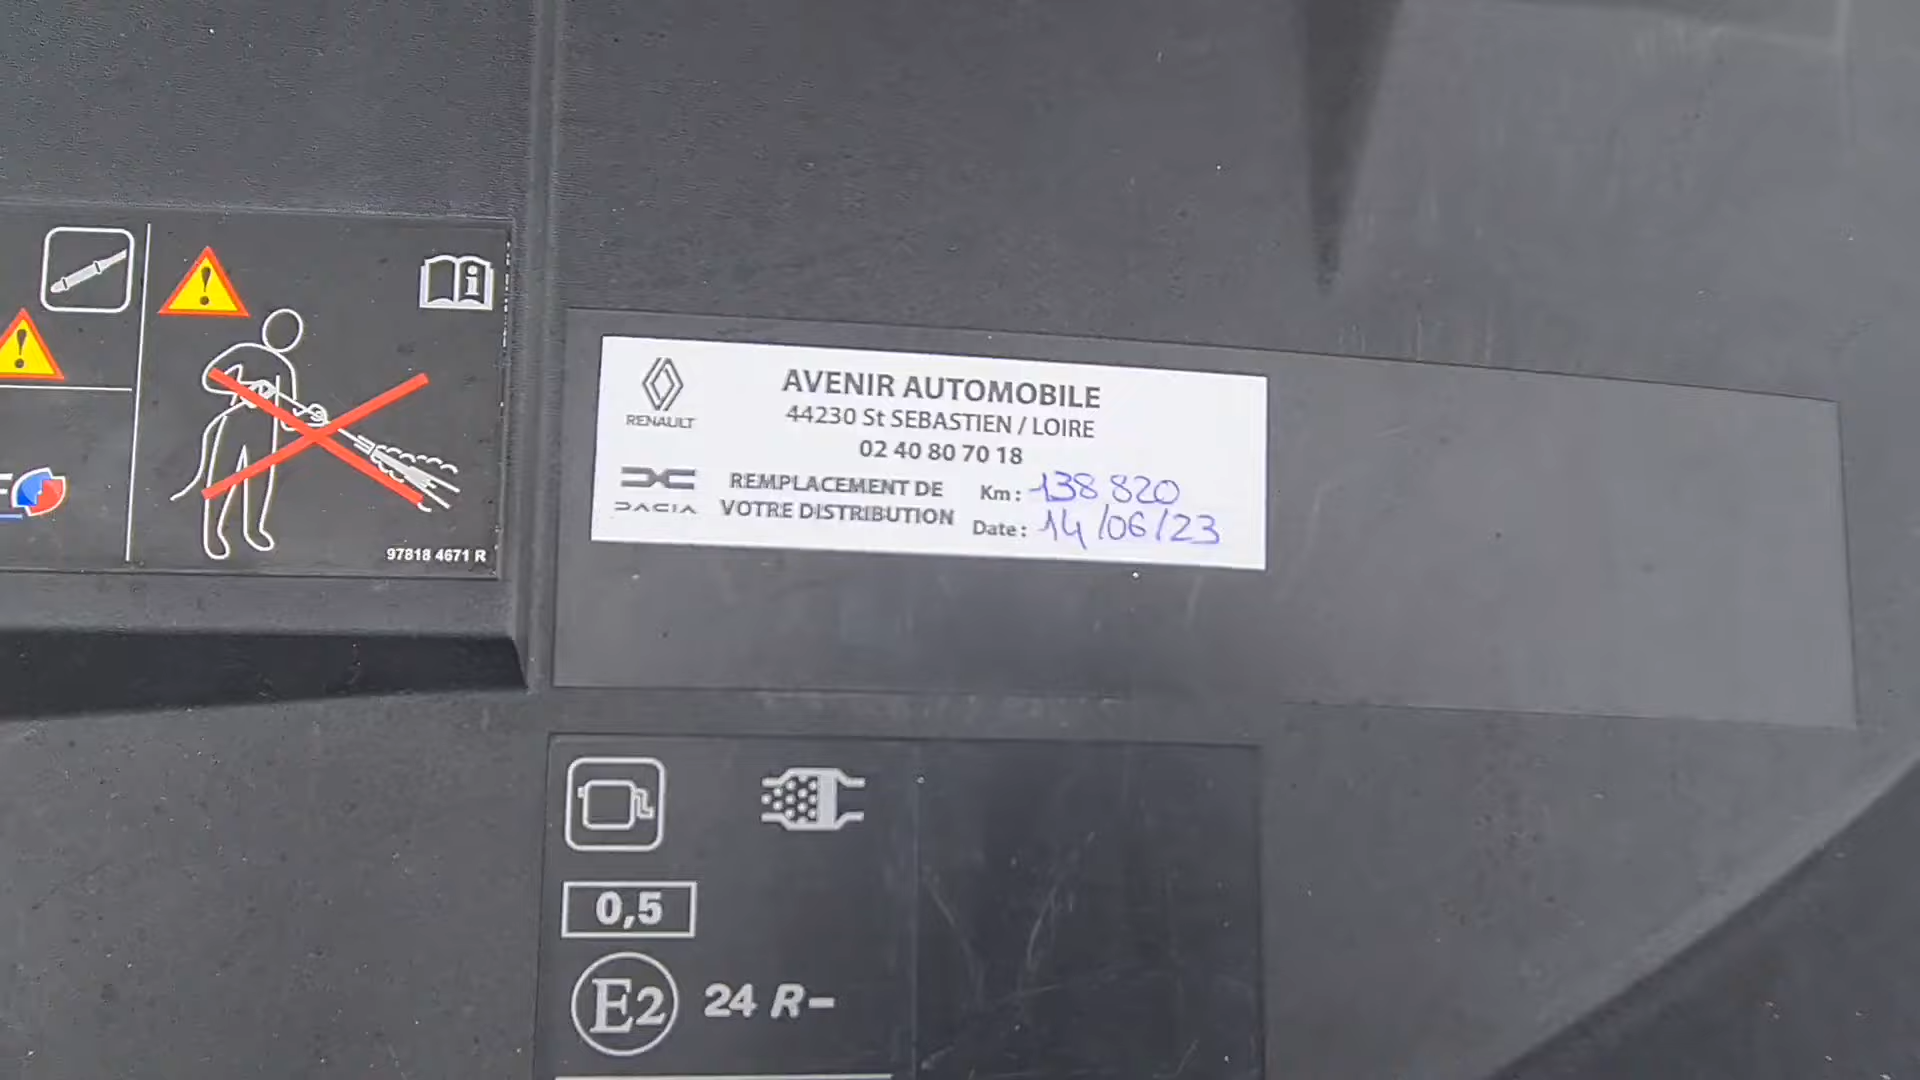 97818 4671 R
RENAULT
AVENIR AUTOMOBILE
44230 St SEBASTIEN / LOIRE
02 40 80 70 18
DACIA
REMPLACEMENT DE
VOTRE DISTRIBUTION
Km : 138 820
Date : 14/06/23
0,5
E2 24 R-